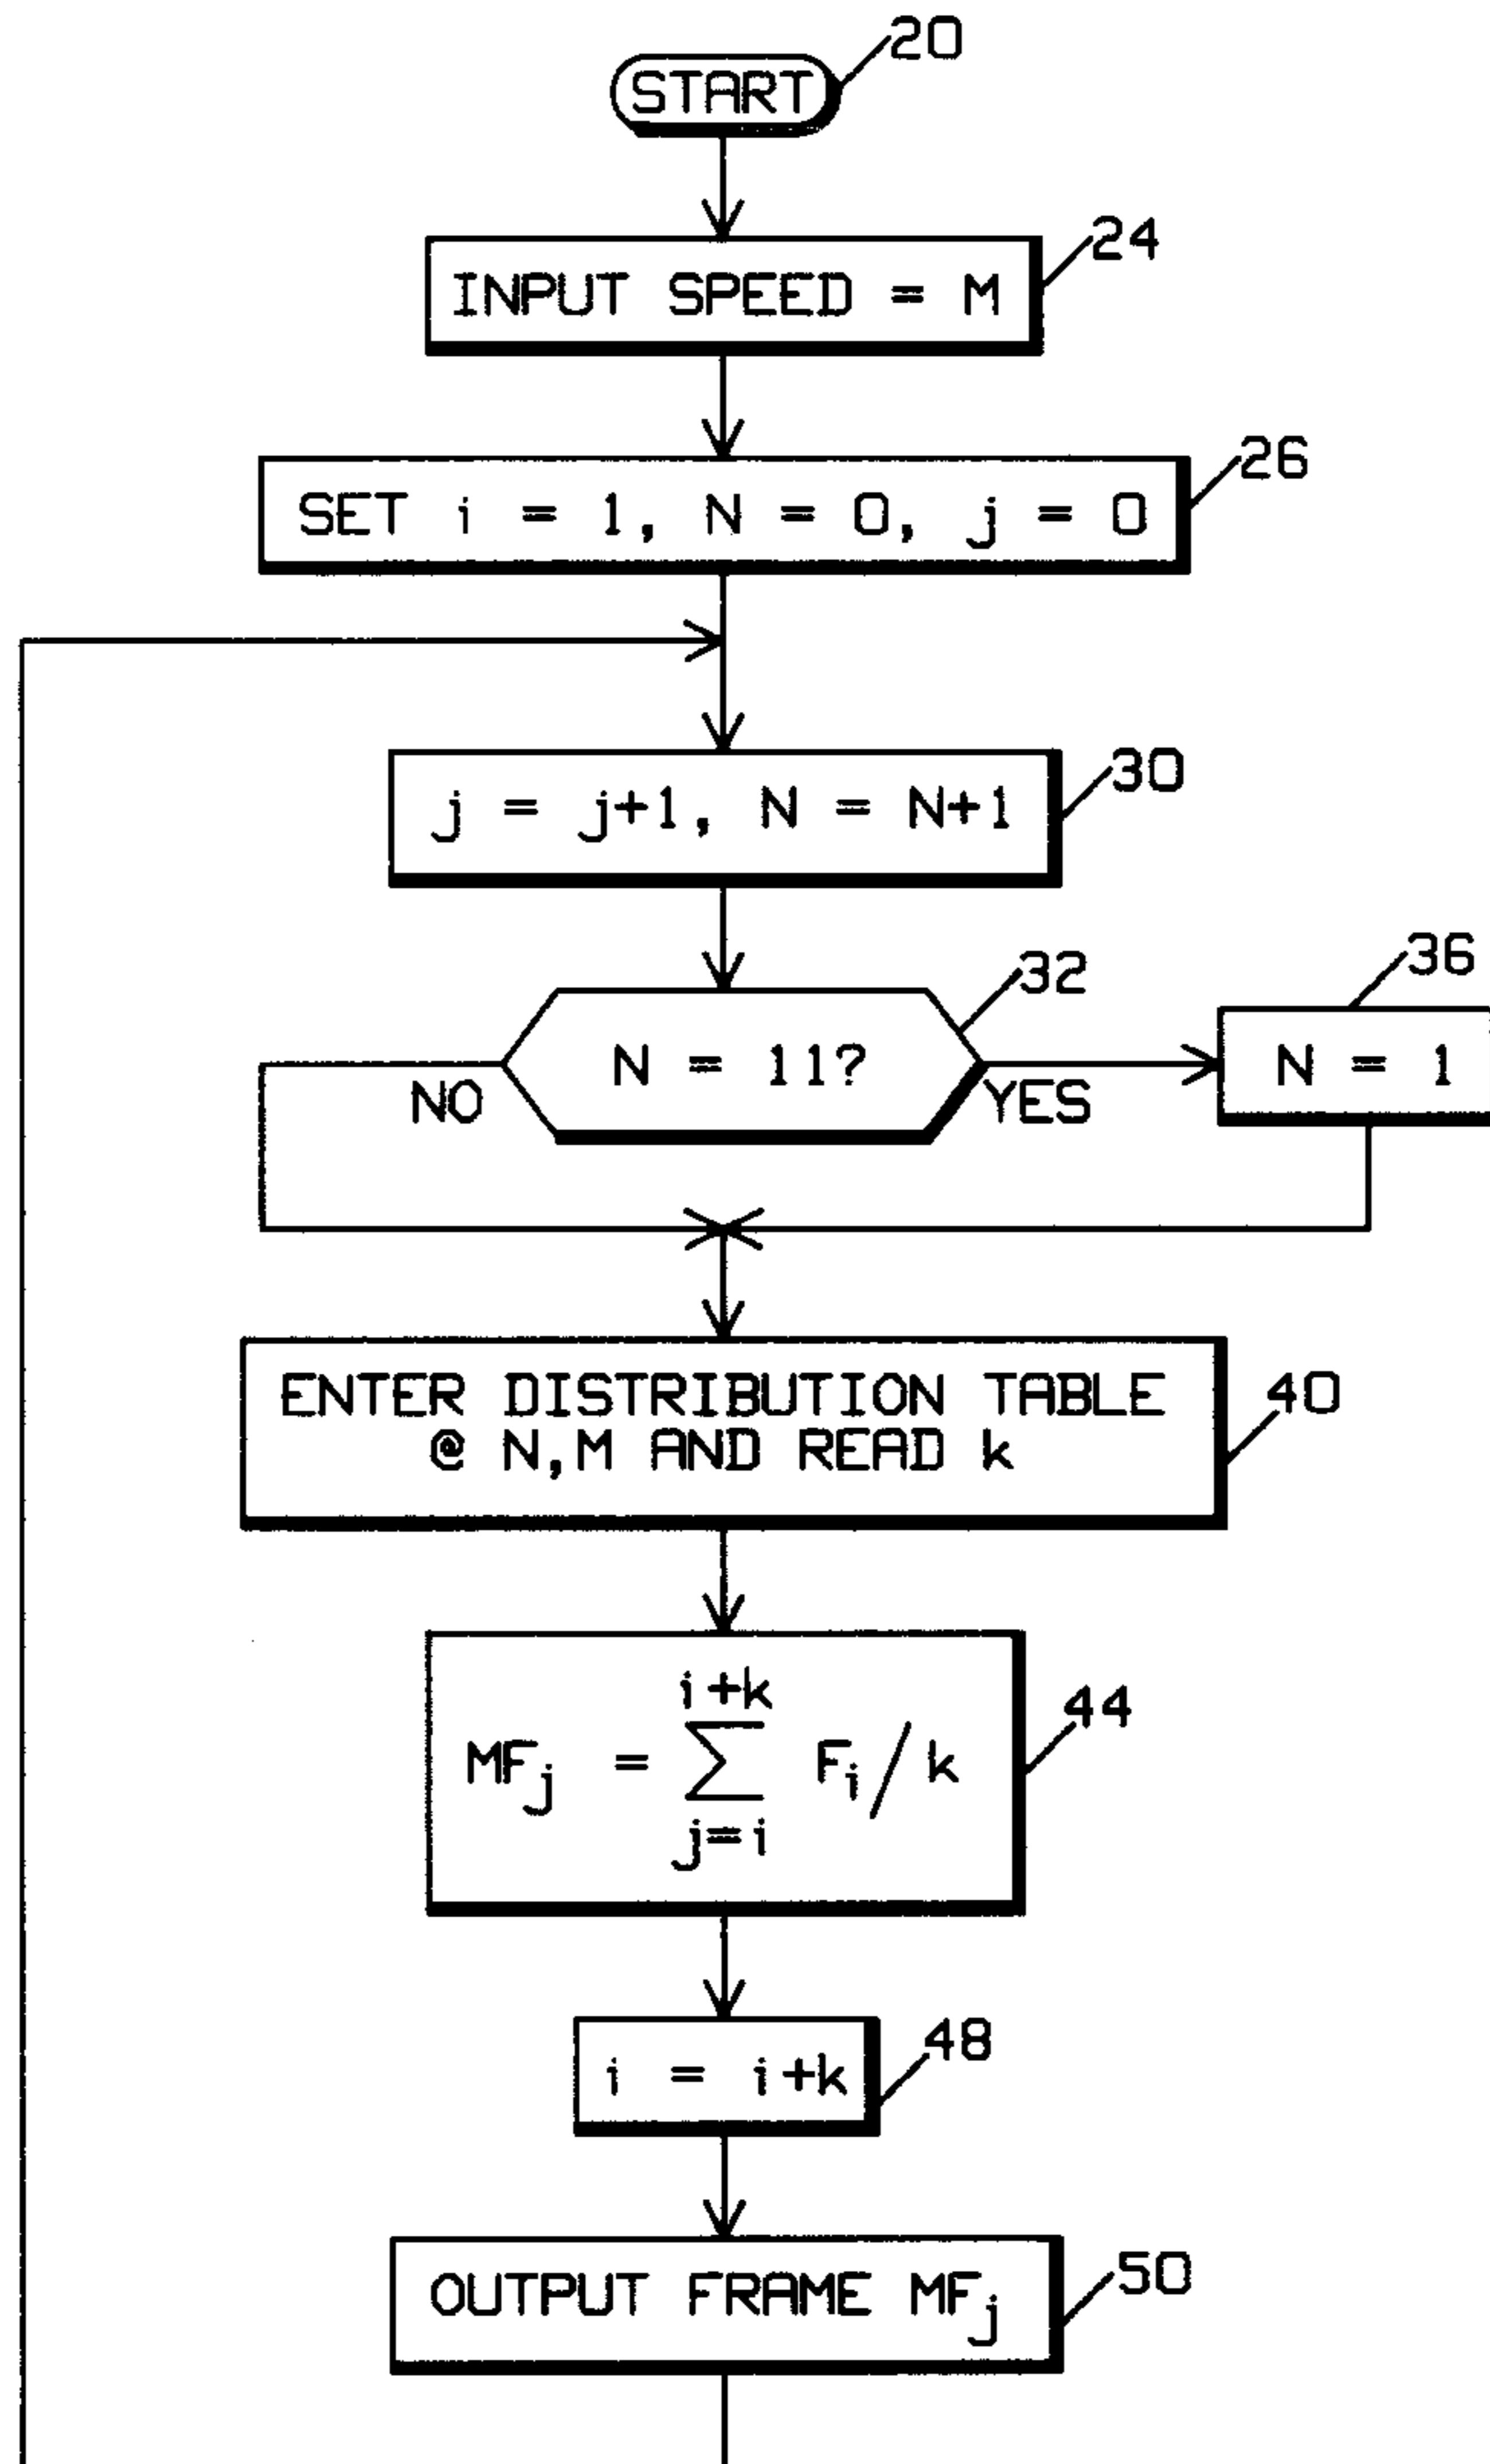 20
START
24
INPUT SPEED = M
26
SET i = 1, N = 0, j = 0
30
j = j+1, N = N+1
32
36
N = 11?
N = 1
NO
YES
ENTER DISTRIBUTION TABLE
40
@ N,M AND READ k
i+k
44
MFj = ∑ Fi/k
j=i
48
i = i+k
50
OUTPUT FRAME MFj